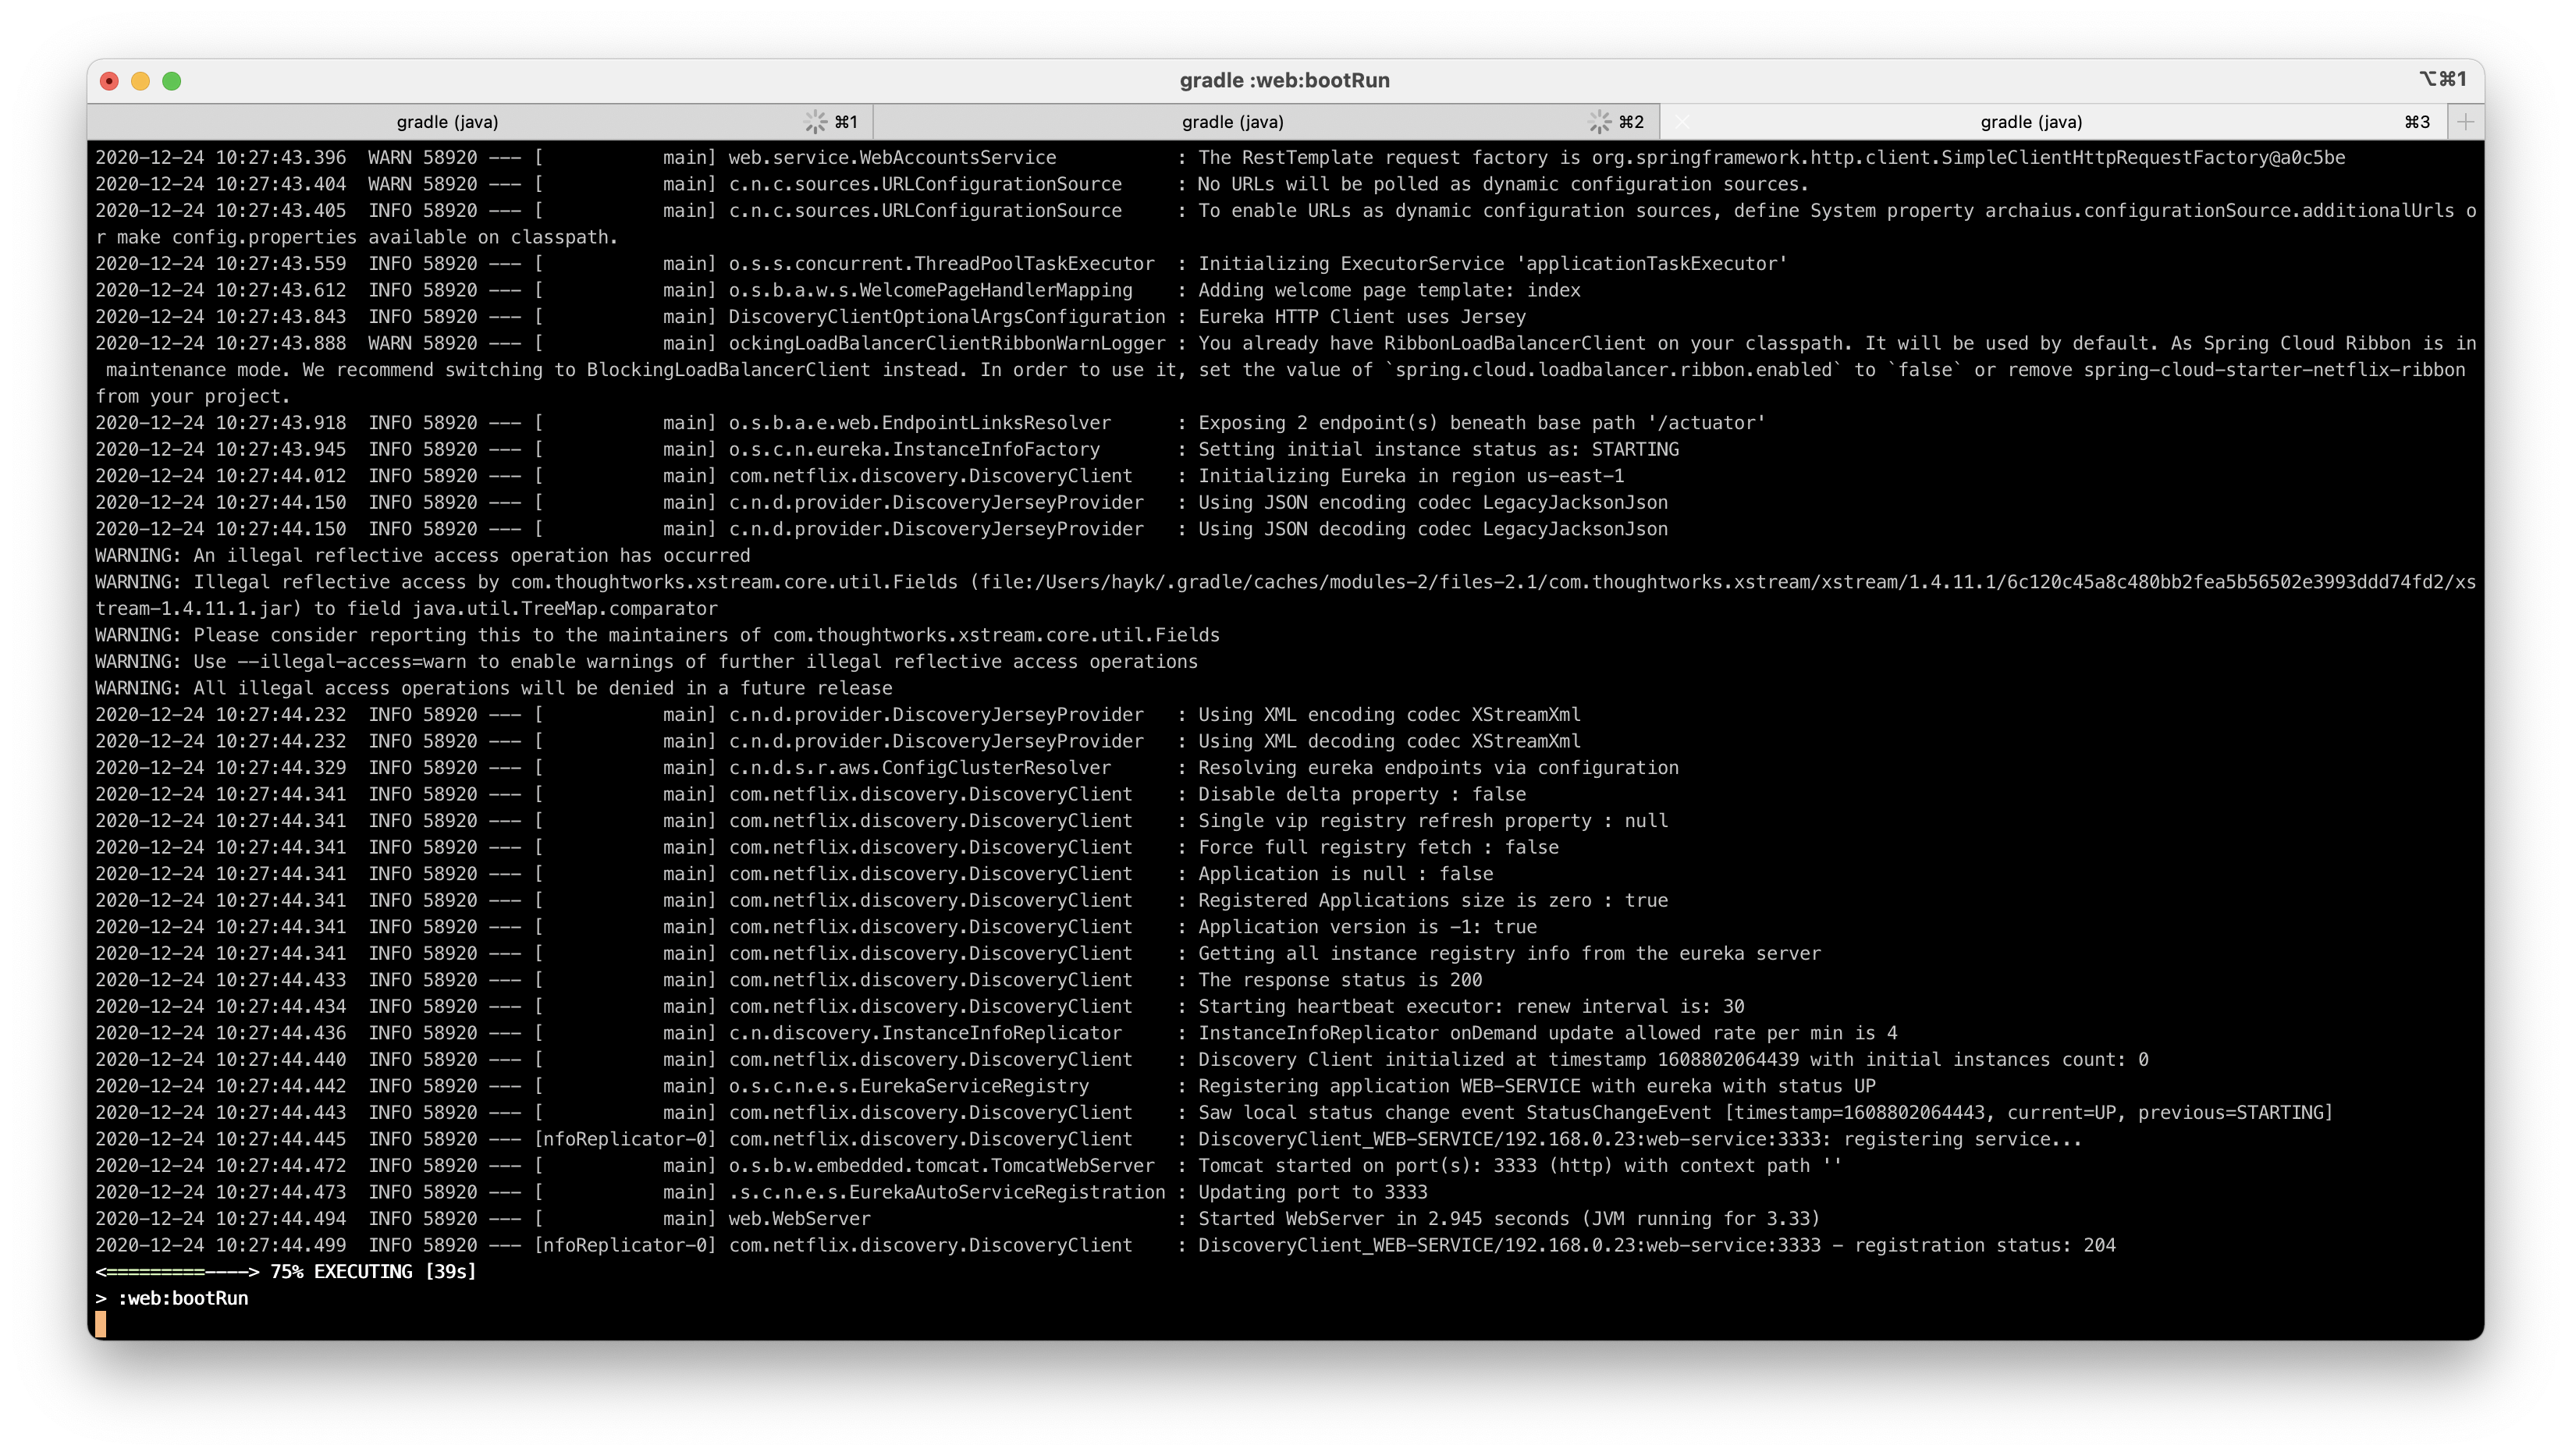 gradle :web:bootRun ⌥⌘1
gradle (java) ⌘1 gradle (java) ⌘2 gradle (java) ⌘3
2020-12-24 10:27:43.396  WARN 58920 --- [           main] web.service.WebAccountsService           : The RestTemplate request factory is org.springframework.http.client.SimpleClientHttpRequestFactory@a0c5be
2020-12-24 10:27:43.404  WARN 58920 --- [           main] c.n.c.sources.URLConfigurationSource     : No URLs will be polled as dynamic configuration sources.
2020-12-24 10:27:43.405  INFO 58920 --- [           main] c.n.c.sources.URLConfigurationSource     : To enable URLs as dynamic configuration sources, define System property archaius.configurationSource.additionalUrls o
r make config.properties available on classpath.
2020-12-24 10:27:43.559  INFO 58920 --- [           main] o.s.s.concurrent.ThreadPoolTaskExecutor  : Initializing ExecutorService 'applicationTaskExecutor'
2020-12-24 10:27:43.612  INFO 58920 --- [           main] o.s.b.a.w.s.WelcomePageHandlerMapping    : Adding welcome page template: index
2020-12-24 10:27:43.843  INFO 58920 --- [           main] DiscoveryClientOptionalArgsConfiguration : Eureka HTTP Client uses Jersey
2020-12-24 10:27:43.888  WARN 58920 --- [           main] ockingLoadBalancerClientRibbonWarnLogger : You already have RibbonLoadBalancerClient on your classpath. It will be used by default. As Spring Cloud Ribbon is in
 maintenance mode. We recommend switching to BlockingLoadBalancerClient instead. In order to use it, set the value of `spring.cloud.loadbalancer.ribbon.enabled` to `false` or remove spring-cloud-starter-netflix-ribbon
from your project.
2020-12-24 10:27:43.918  INFO 58920 --- [           main] o.s.b.a.e.web.EndpointLinksResolver      : Exposing 2 endpoint(s) beneath base path '/actuator'
2020-12-24 10:27:43.945  INFO 58920 --- [           main] o.s.c.n.eureka.InstanceInfoFactory       : Setting initial instance status as: STARTING
2020-12-24 10:27:44.012  INFO 58920 --- [           main] com.netflix.discovery.DiscoveryClient    : Initializing Eureka in region us-east-1
2020-12-24 10:27:44.150  INFO 58920 --- [           main] c.n.d.provider.DiscoveryJerseyProvider   : Using JSON encoding codec LegacyJacksonJson
2020-12-24 10:27:44.150  INFO 58920 --- [           main] c.n.d.provider.DiscoveryJerseyProvider   : Using JSON decoding codec LegacyJacksonJson
WARNING: An illegal reflective access operation has occurred
WARNING: Illegal reflective access by com.thoughtworks.xstream.core.util.Fields (file:/Users/hayk/.gradle/caches/modules-2/files-2.1/com.thoughtworks.xstream/xstream/1.4.11.1/6c120c45a8c480bb2fea5b56502e3993ddd74fd2/xs
tream-1.4.11.1.jar) to field java.util.TreeMap.comparator
WARNING: Please consider reporting this to the maintainers of com.thoughtworks.xstream.core.util.Fields
WARNING: Use --illegal-access=warn to enable warnings of further illegal reflective access operations
WARNING: All illegal access operations will be denied in a future release
2020-12-24 10:27:44.232  INFO 58920 --- [           main] c.n.d.provider.DiscoveryJerseyProvider   : Using XML encoding codec XStreamXml
2020-12-24 10:27:44.232  INFO 58920 --- [           main] c.n.d.provider.DiscoveryJerseyProvider   : Using XML decoding codec XStreamXml
2020-12-24 10:27:44.329  INFO 58920 --- [           main] c.n.d.s.r.aws.ConfigClusterResolver      : Resolving eureka endpoints via configuration
2020-12-24 10:27:44.341  INFO 58920 --- [           main] com.netflix.discovery.DiscoveryClient    : Disable delta property : false
2020-12-24 10:27:44.341  INFO 58920 --- [           main] com.netflix.discovery.DiscoveryClient    : Single vip registry refresh property : null
2020-12-24 10:27:44.341  INFO 58920 --- [           main] com.netflix.discovery.DiscoveryClient    : Force full registry fetch : false
2020-12-24 10:27:44.341  INFO 58920 --- [           main] com.netflix.discovery.DiscoveryClient    : Application is null : false
2020-12-24 10:27:44.341  INFO 58920 --- [           main] com.netflix.discovery.DiscoveryClient    : Registered Applications size is zero : true
2020-12-24 10:27:44.341  INFO 58920 --- [           main] com.netflix.discovery.DiscoveryClient    : Application version is -1: true
2020-12-24 10:27:44.341  INFO 58920 --- [           main] com.netflix.discovery.DiscoveryClient    : Getting all instance registry info from the eureka server
2020-12-24 10:27:44.433  INFO 58920 --- [           main] com.netflix.discovery.DiscoveryClient    : The response status is 200
2020-12-24 10:27:44.434  INFO 58920 --- [           main] com.netflix.discovery.DiscoveryClient    : Starting heartbeat executor: renew interval is: 30
2020-12-24 10:27:44.436  INFO 58920 --- [           main] c.n.discovery.InstanceInfoReplicator     : InstanceInfoReplicator onDemand update allowed rate per min is 4
2020-12-24 10:27:44.440  INFO 58920 --- [           main] com.netflix.discovery.DiscoveryClient    : Discovery Client initialized at timestamp 1608802064439 with initial instances count: 0
2020-12-24 10:27:44.442  INFO 58920 --- [           main] o.s.c.n.e.s.EurekaServiceRegistry        : Registering application WEB-SERVICE with eureka with status UP
2020-12-24 10:27:44.443  INFO 58920 --- [           main] com.netflix.discovery.DiscoveryClient    : Saw local status change event StatusChangeEvent [timestamp=1608802064443, current=UP, previous=STARTING]
2020-12-24 10:27:44.445  INFO 58920 --- [nfoReplicator-0] com.netflix.discovery.DiscoveryClient    : DiscoveryClient_WEB-SERVICE/192.168.0.23:web-service:3333: registering service...
2020-12-24 10:27:44.472  INFO 58920 --- [           main] o.s.b.w.embedded.tomcat.TomcatWebServer  : Tomcat started on port(s): 3333 (http) with context path ''
2020-12-24 10:27:44.473  INFO 58920 --- [           main] .s.c.n.e.s.EurekaAutoServiceRegistration : Updating port to 3333
2020-12-24 10:27:44.494  INFO 58920 --- [           main] web.WebServer                            : Started WebServer in 2.945 seconds (JVM running for 3.33)
2020-12-24 10:27:44.499  INFO 58920 --- [nfoReplicator-0] com.netflix.discovery.DiscoveryClient    : DiscoveryClient_WEB-SERVICE/192.168.0.23:web-service:3333 - registration status: 204
<=========----> 75% EXECUTING [39s]
> :web:bootRun